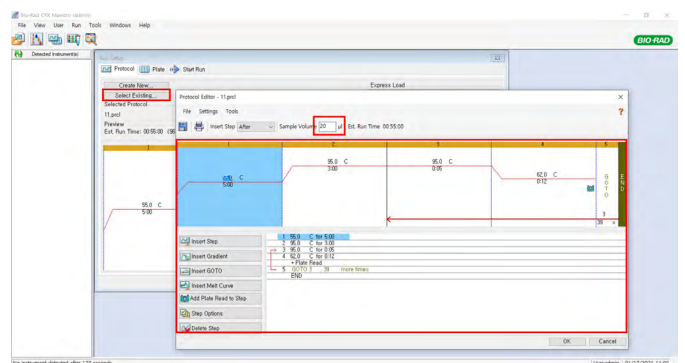 Bio-Rad CFX Maestro
File View User Run Tools Windows Help
BIO-RAD
Detected Instrument(s)
Run Setup
Protocol Plate Start Run
Create New... Express Load
Select Existing...
Selected Protocol
11.prcl
Preview
Est. Run Time: 00:55:00
1
55.0 C
5:00
Protocol Editor - 11.prcl
File Settings Tools
?
Insert Step After Sample Volume 20 µl Est. Run Time 00:55:00
1 2 3 4 5
C 95.0 C 95.0 C 62.0 C
5:00 3:00 0:05 0:12
G
O
T
O
E
N
D
3
39 x
Insert Step
Insert Gradient
Insert GOTO
Insert Melt Curve
Add Plate Read to Step
Step Options
Delete Step
1 55.0 C for 5:00
2 95.0 C for 3:00
3 95.0 C for 0:05
4 62.0 C for 0:12
+ Plate Read
5 GOTO 3 39 more times
END
OK Cancel